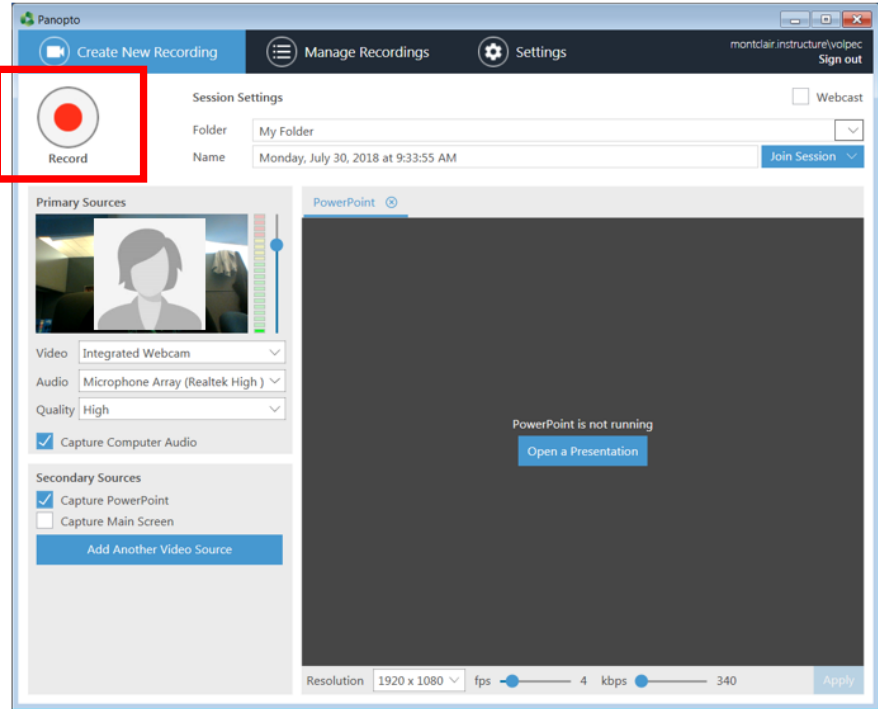 Panopto
Create New Recording
Manage Recordings
Settings
montclair.instructure\volpec
Sign out
Record
Session Settings
Webcast
Folder My Folder
Name Monday, July 30, 2018 at 9:33:55 AM Join Session
Primary Sources
Video Integrated Webcam
Audio Microphone Array (Realtek High )
Quality High
Capture Computer Audio
Secondary Sources
Capture PowerPoint
Capture Main Screen
Add Another Video Source
PowerPoint
PowerPoint is not running
Open a Presentation
Resolution 1920 x 1080 fps 4 kbps 340 Apply